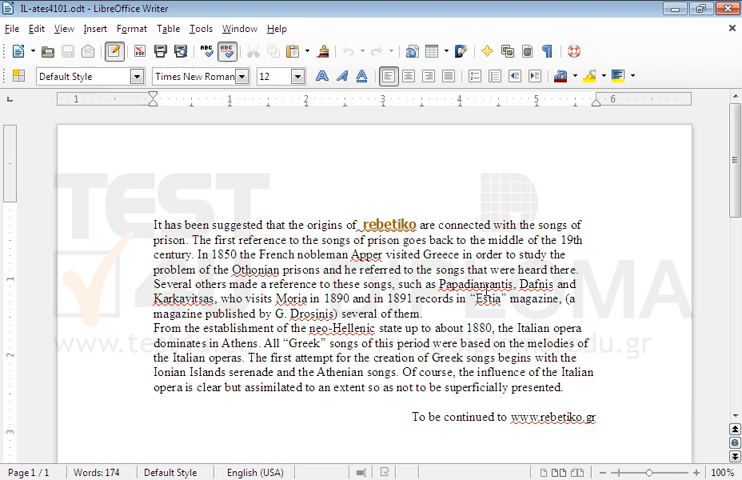 IL-ates4101.odt - LibreOffice Writer
File Edit View Insert Format Table Tools Window Help
Default Style Times New Roman 12
1 1 2 3 4 5 6
It has been suggested that the origins of rebetiko are connected with the songs of
prison. The first reference to the songs of prison goes back to the middle of the 19th
century. In 1850 the French nobleman Apper visited Greece in order to study the
problem of the Othonian prisons and he referred to the songs that were heard there.
Several others made a reference to these songs, such as Papadiamantis, Dafnis and
Karkavitsas, who visits Moria in 1890 and in 1891 records in “Estia” magazine, (a
magazine published by G. Drosinis) several of them.
From the establishment of the neo-Hellenic state up to about 1880, the Italian opera
dominates in Athens. All “Greek” songs of this period were based on the melodies of
the Italian operas. The first attempt for the creation of Greek songs begins with the
Ionian Islands serenade and the Athenian songs. Of course, the influence of the Italian
opera is clear but assimilated to an extent so as not to be superficially presented.
To be continued to www.rebetiko.gr
TEST
DIPLOMA
Page 1 / 1 Words: 174 Default Style English (USA) 100%